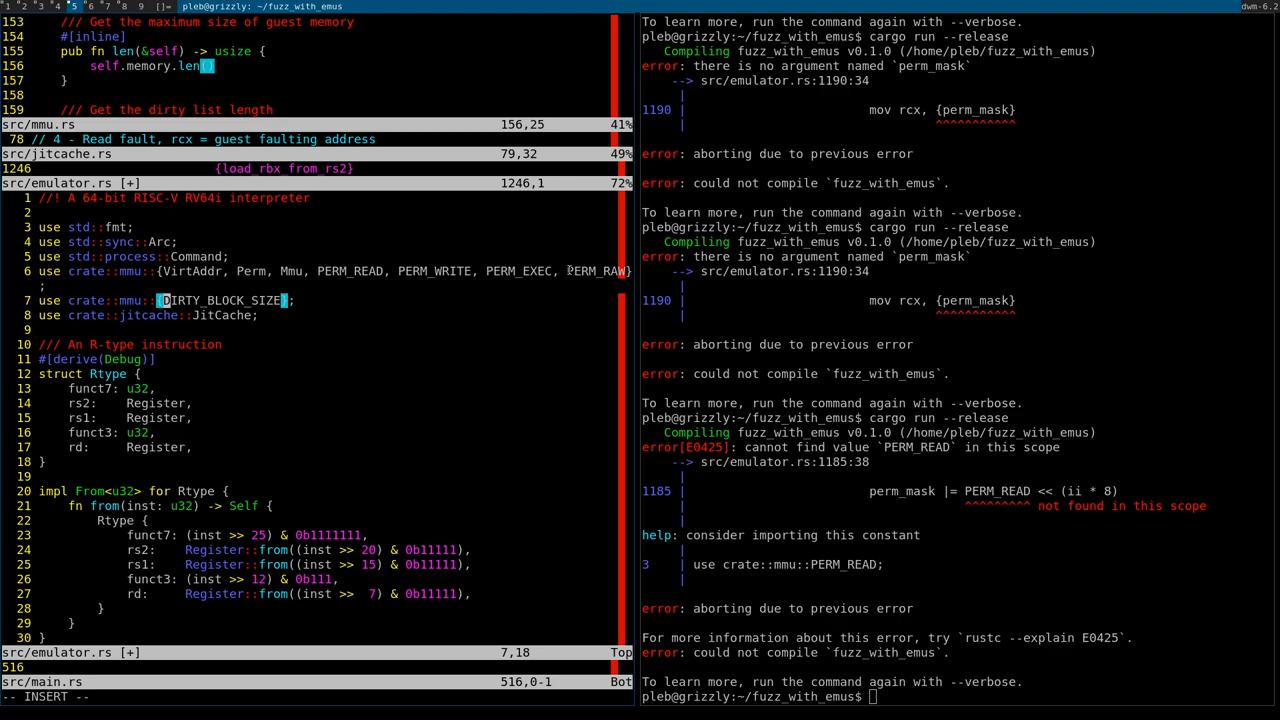 1 2 3 4 5 6 7 8 9 []= pleb@grizzly:~/fuzz_with_emus dwm-6.2
153     /// Get the maximum size of guest memory
154     #[inline]
155     pub fn len(&self) -> usize {
156         self.memory.len()
157     }
158
159     /// Get the dirty list length
src/mmu.rs 156,25 41%
78 // 4 - Read fault, rcx = guest faulting address
src/jitcache.rs 79,32 49%
1246 {load_rbx_from_rs2}
src/emulator.rs [+] 1246,1 72%
1 //! A 64-bit RISC-V RV64i interpreter
2
3 use std::fmt;
4 use std::sync::Arc;
5 use std::process::Command;
6 use crate::mmu::{VirtAddr, Perm, Mmu, PERM_READ, PERM_WRITE, PERM_EXEC, PERM_RAW}
;
7 use crate::mmu::{DIRTY_BLOCK_SIZE};
8 use crate::jitcache::JitCache;
9
10 /// An R-type instruction
11 #[derive(Debug)]
12 struct Rtype {
13     funct7: u32,
14     rs2:    Register,
15     rs1:    Register,
16     funct3: u32,
17     rd:     Register,
18 }
19
20 impl From<u32> for Rtype {
21     fn from(inst: u32) -> Self {
22         Rtype {
23             funct7: (inst >> 25) & 0b1111111,
24             rs2:    Register::from((inst >> 20) & 0b11111),
25             rs1:    Register::from((inst >> 15) & 0b11111),
26             funct3: (inst >> 12) & 0b111,
27             rd:     Register::from((inst >>  7) & 0b11111),
28         }
29     }
30 }
src/emulator.rs [+] 7,18 Top
516
src/main.rs 516,0-1 Bot
-- INSERT --
To learn more, run the command again with --verbose.
pleb@grizzly:~/fuzz_with_emus$ cargo run --release
   Compiling fuzz_with_emus v0.1.0 (/home/pleb/fuzz_with_emus)
error: there is no argument named `perm_mask`
    --> src/emulator.rs:1190:34
     |
1190 |                         mov rcx, {perm_mask}
     |                                  ^^^^^^^^^^^
error: aborting due to previous error
error: could not compile `fuzz_with_emus`.
To learn more, run the command again with --verbose.
pleb@grizzly:~/fuzz_with_emus$ cargo run --release
   Compiling fuzz_with_emus v0.1.0 (/home/pleb/fuzz_with_emus)
error: there is no argument named `perm_mask`
    --> src/emulator.rs:1190:34
     |
1190 |                         mov rcx, {perm_mask}
     |                                  ^^^^^^^^^^^
error: aborting due to previous error
error: could not compile `fuzz_with_emus`.
To learn more, run the command again with --verbose.
pleb@grizzly:~/fuzz_with_emus$ cargo run --release
   Compiling fuzz_with_emus v0.1.0 (/home/pleb/fuzz_with_emus)
error[E0425]: cannot find value `PERM_READ` in this scope
    --> src/emulator.rs:1185:38
     |
1185 |                         perm_mask |= PERM_READ << (ii * 8)
     |                                      ^^^^^^^^^ not found in this scope
     |
help: consider importing this constant
     |
3    | use crate::mmu::PERM_READ;
     |
error: aborting due to previous error
For more information about this error, try `rustc --explain E0425`.
error: could not compile `fuzz_with_emus`.
To learn more, run the command again with --verbose.
pleb@grizzly:~/fuzz_with_emus$